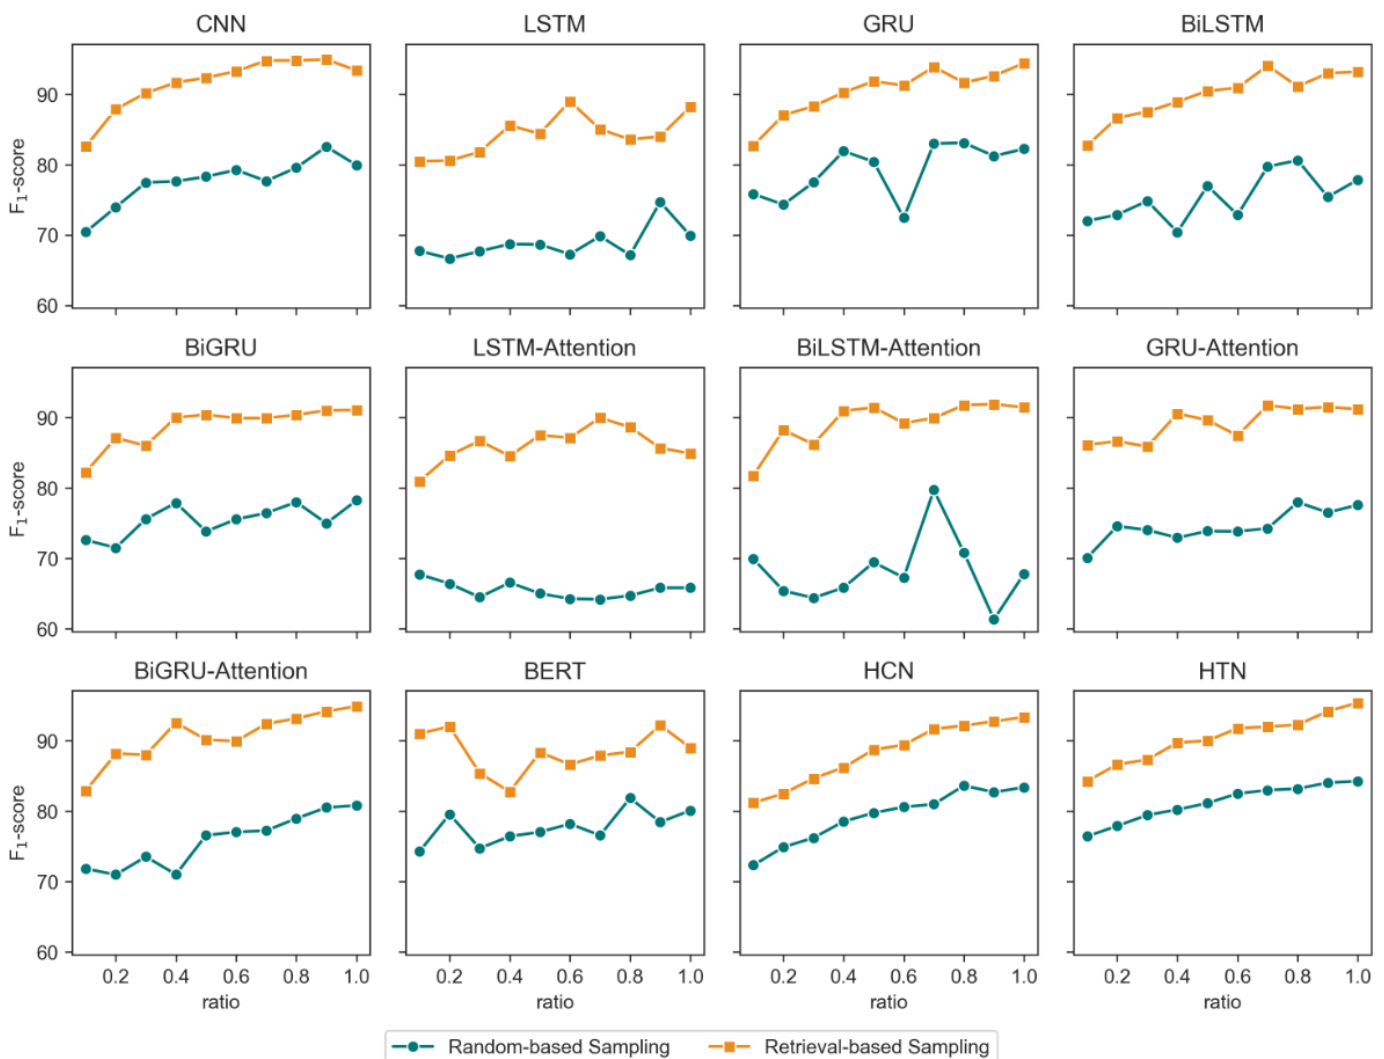 CNN LSTM GRU BiLSTM
90
80
70
60
F₁-score
BiGRU LSTM-Attention BiLSTM-Attention GRU-Attention
90
80
70
60
F₁-score
BiGRU-Attention BERT HCN HTN
90
80
70
60
F₁-score
0.2 0.4 0.6 0.8 1.0 0.2 0.4 0.6 0.8 1.0 0.2 0.4 0.6 0.8 1.0 0.2 0.4 0.6 0.8 1.0
ratio ratio ratio ratio
Random-based Sampling Retrieval-based Sampling